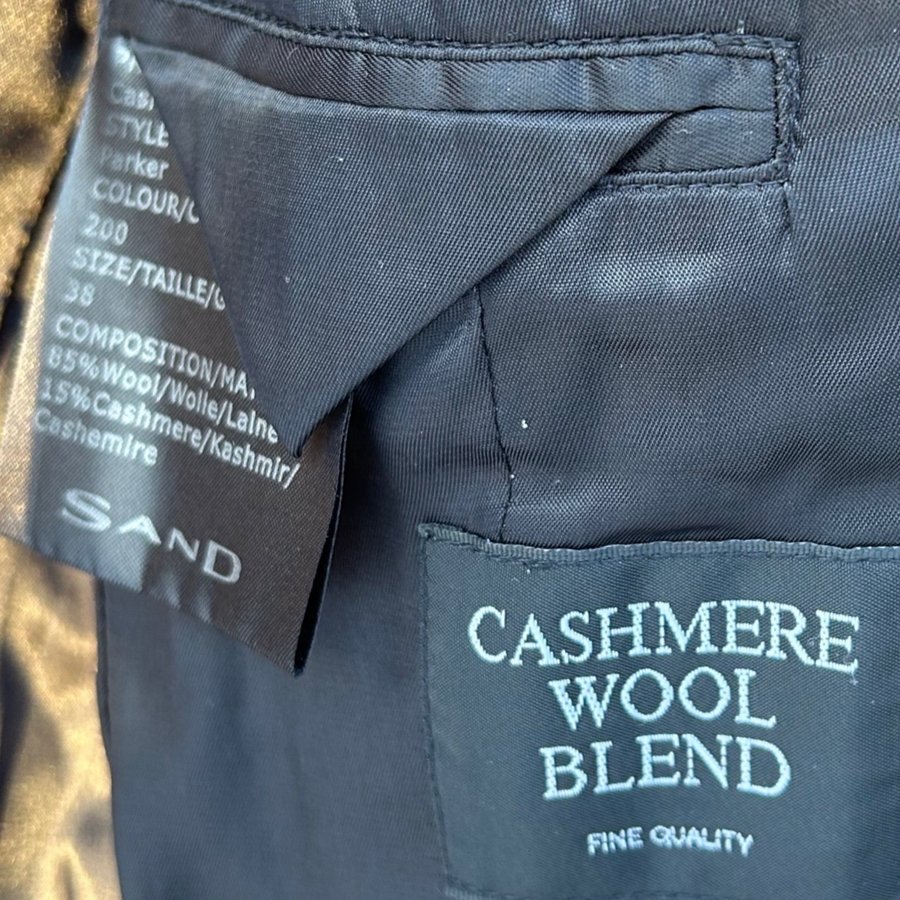 STYLE
Parker
COLOUR/
200
SIZE/TAILLE/G
38
COMPOSITION/MA
85%Wool/Wolle/Laine
15%Cashmere/Kashmir/
Cashemire
SAND
CASHMERE
WOOL
BLEND
FINE QUALITY